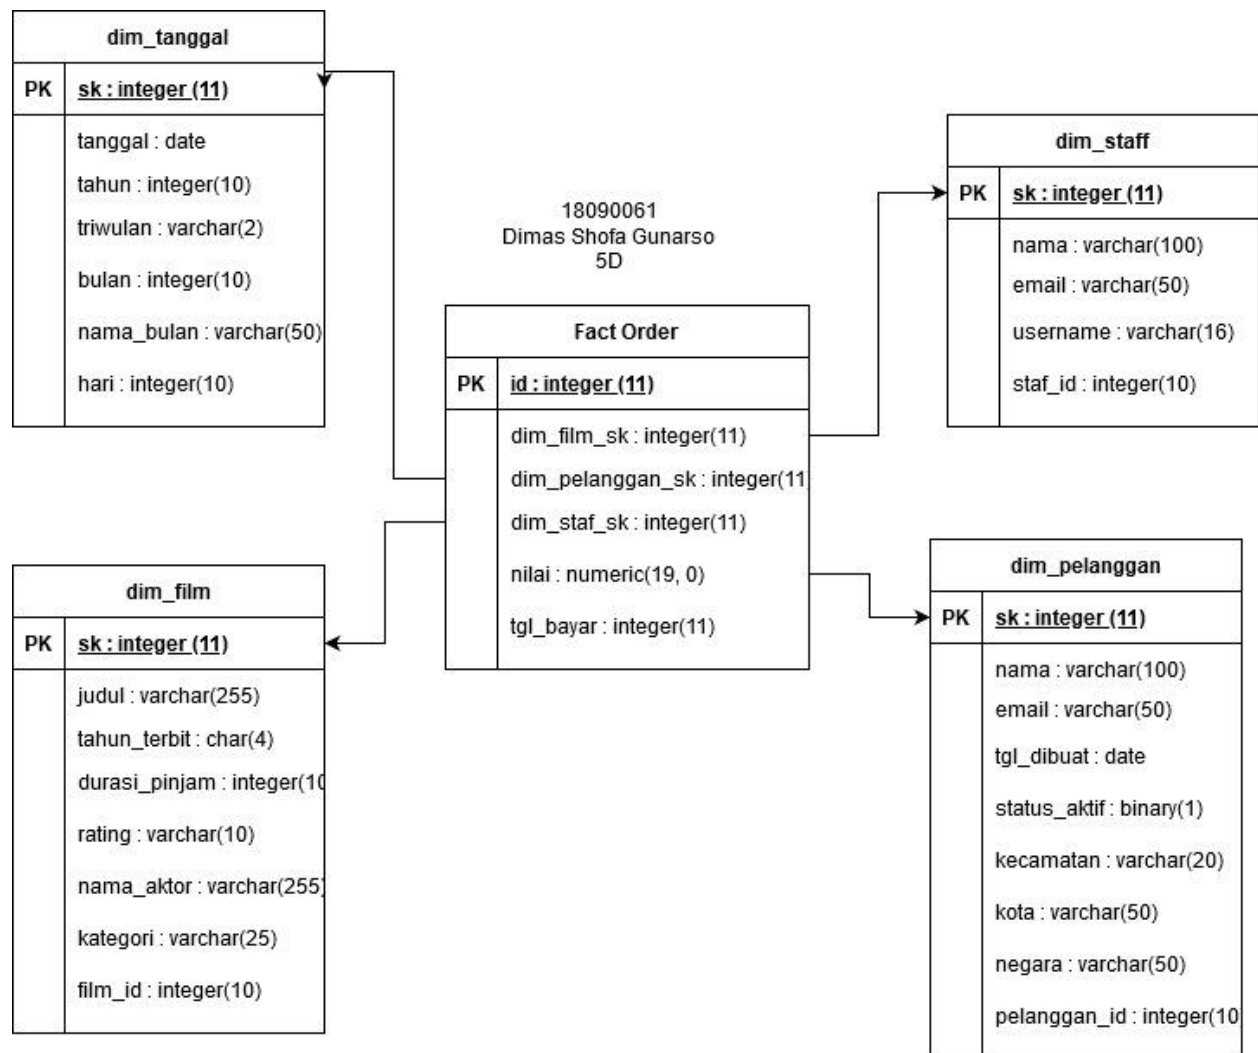 dim_tanggal
PK sk : integer (11)
tanggal : date
tahun : integer(10)
triwulan : varchar(2)
bulan : integer(10)
nama_bulan : varchar(50)
hari : integer(10)
18090061
Dimas Shofa Gunarso
5D
dim_staff
PK sk : integer (11)
nama : varchar(100)
email : varchar(50)
username : varchar(16)
staf_id : integer(10)
Fact Order
PK id : integer (11)
dim_film_sk : integer(11)
dim_pelanggan_sk : integer(11
dim_staf_sk : integer(11)
nilai : numeric(19, 0)
tgl_bayar : integer(11)
dim_film
PK sk : integer (11)
judul : varchar(255)
tahun_terbit : char(4)
durasi_pinjam : integer(10
rating : varchar(10)
nama_aktor : varchar(255)
kategori : varchar(25)
film_id : integer(10)
dim_pelanggan
PK sk : integer (11)
nama : varchar(100)
email : varchar(50)
tgl_dibuat : date
status_aktif : binary(1)
kecamatan : varchar(20)
kota : varchar(50)
negara : varchar(50)
pelanggan_id : integer(10